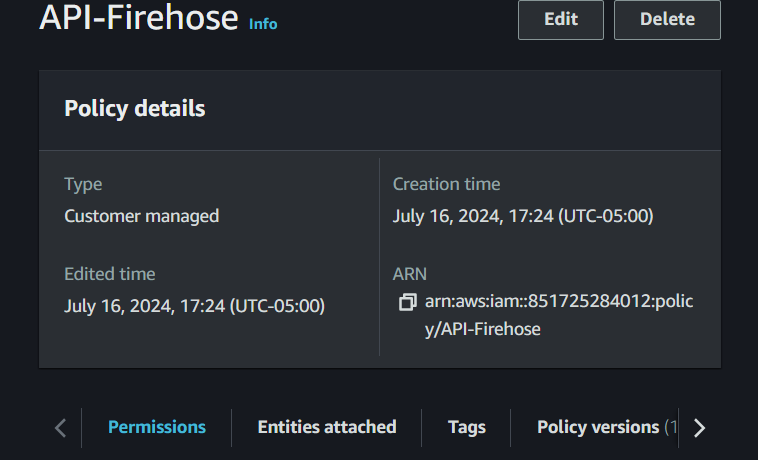 API-Firehose Info
Edit
Delete
Policy details
Type
Customer managed
Creation time
July 16, 2024, 17:24 (UTC-05:00)
Edited time
July 16, 2024, 17:24 (UTC-05:00)
ARN
arn:aws:iam::851725284012:polic
y/API-Firehose
Permissions
Entities attached
Tags
Policy versions (1